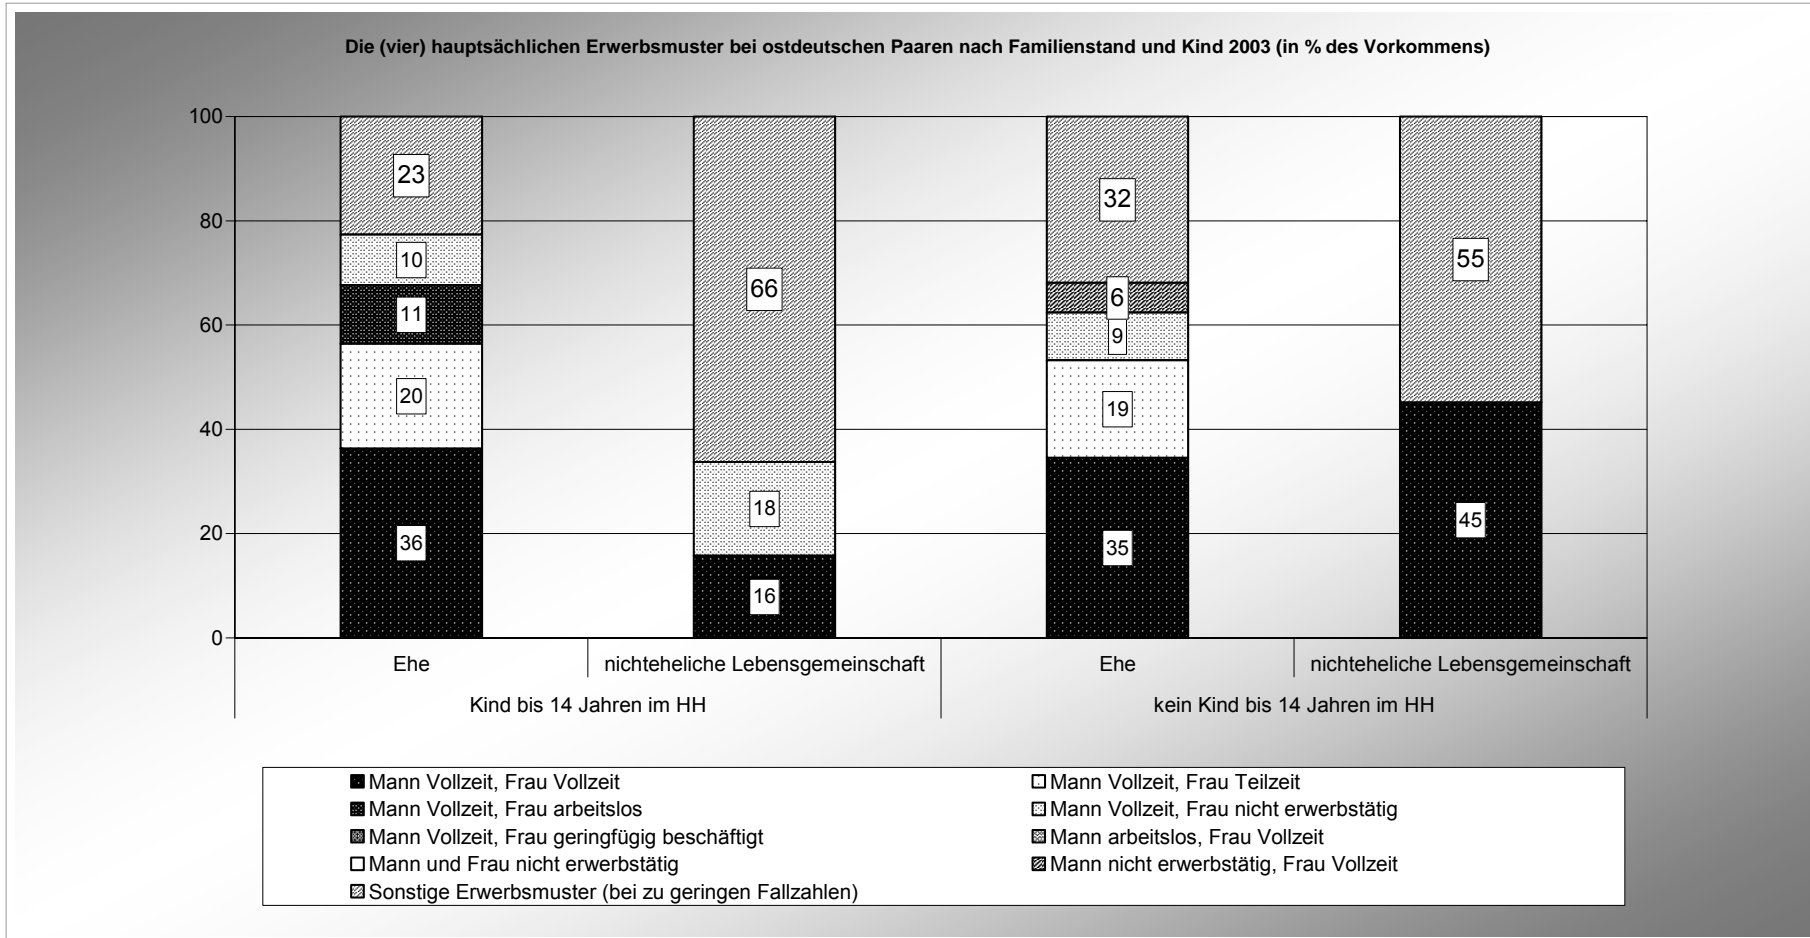 Die (vier) hauptsächlichen Erwerbsmuster bei ostdeutschen Paaren nach Familienstand und Kind 2003 (in % des Vorkommens)
100
80
60
40
20
0
23
10
11
20
36
66
18
16
32
6
9
19
35
55
45
Ehe
nichteheliche Lebensgemeinschaft
Ehe
nichteheliche Lebensgemeinschaft
Kind bis 14 Jahren im HH
kein Kind bis 14 Jahren im HH
Mann Vollzeit, Frau Vollzeit
Mann Vollzeit, Frau Teilzeit
Mann Vollzeit, Frau arbeitslos
Mann Vollzeit, Frau nicht erwerbstätig
Mann Vollzeit, Frau geringfügig beschäftigt
Mann arbeitslos, Frau Vollzeit
Mann und Frau nicht erwerbstätig
Mann nicht erwerbstätig, Frau Vollzeit
Sonstige Erwerbsmuster (bei zu geringen Fallzahlen)